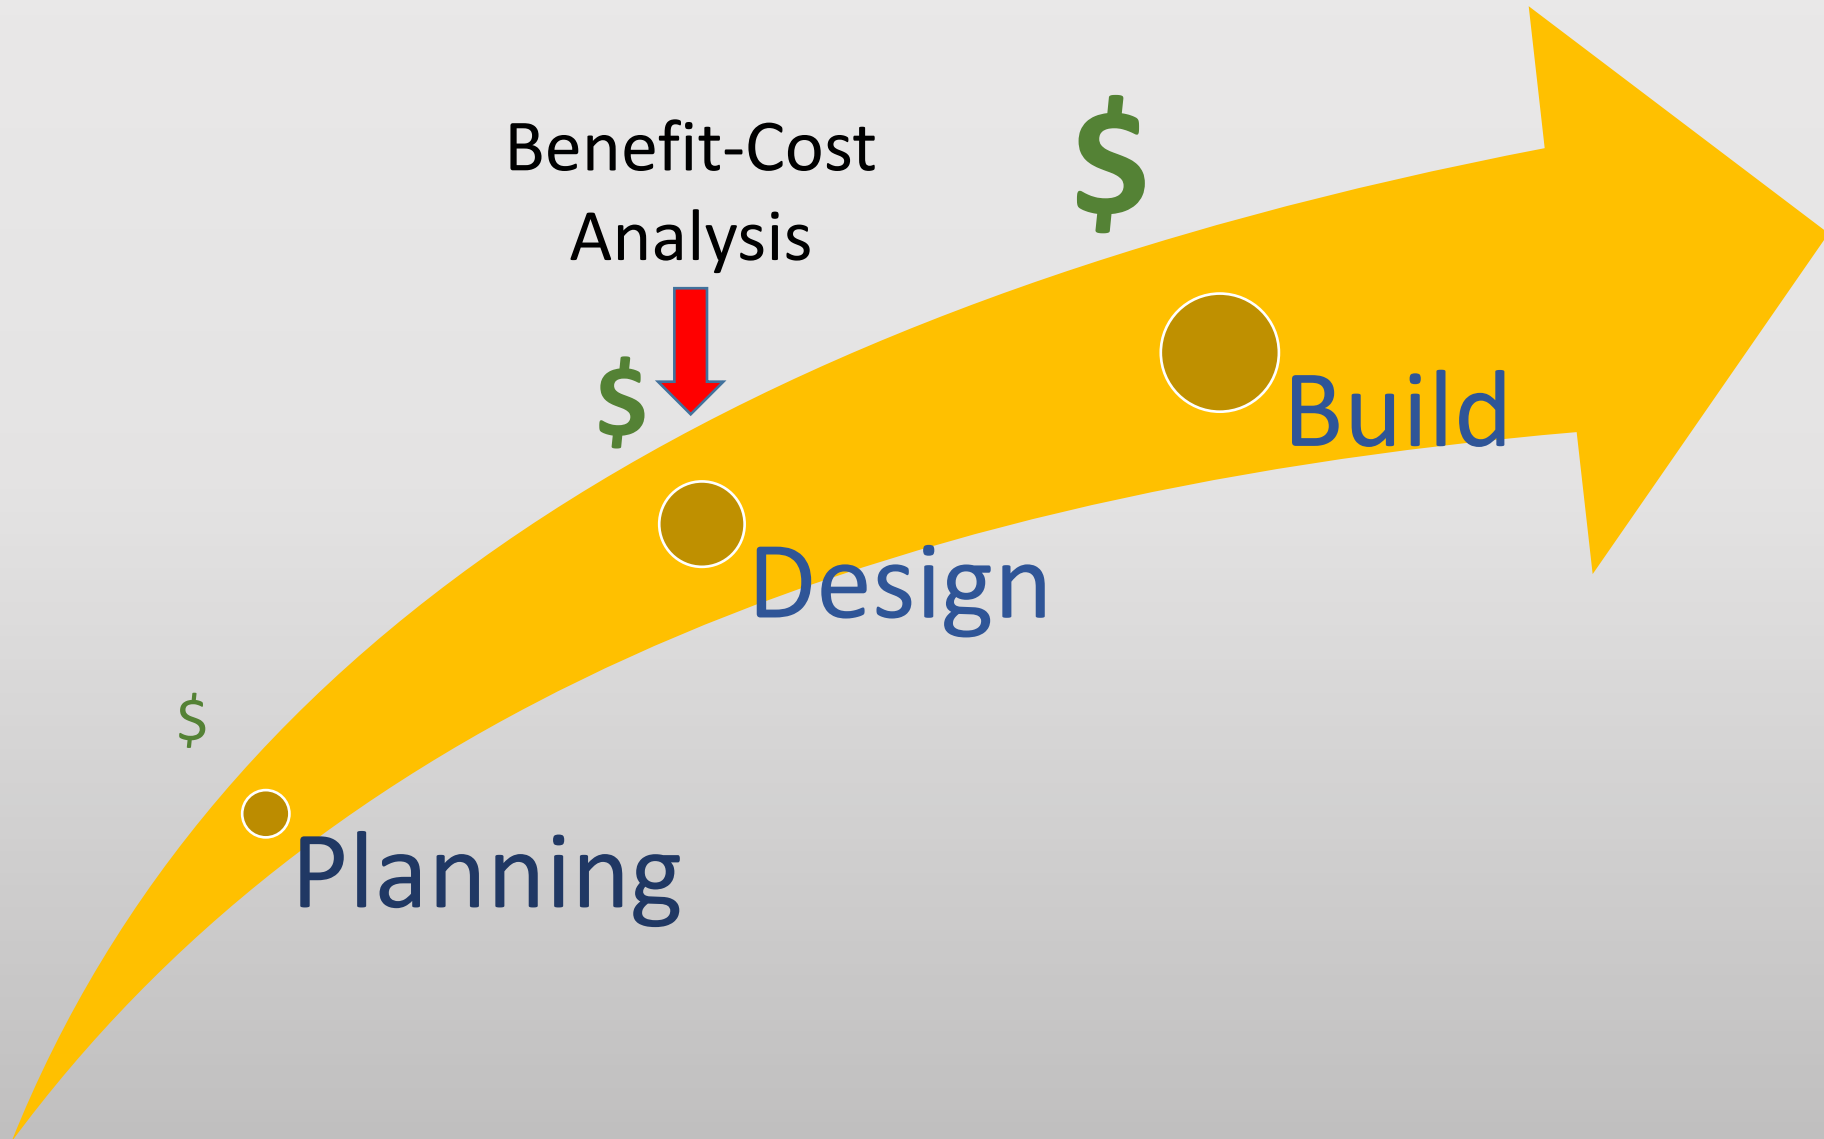 Benefit-Cost
Analysis
$
$
Build
Design
$
Planning